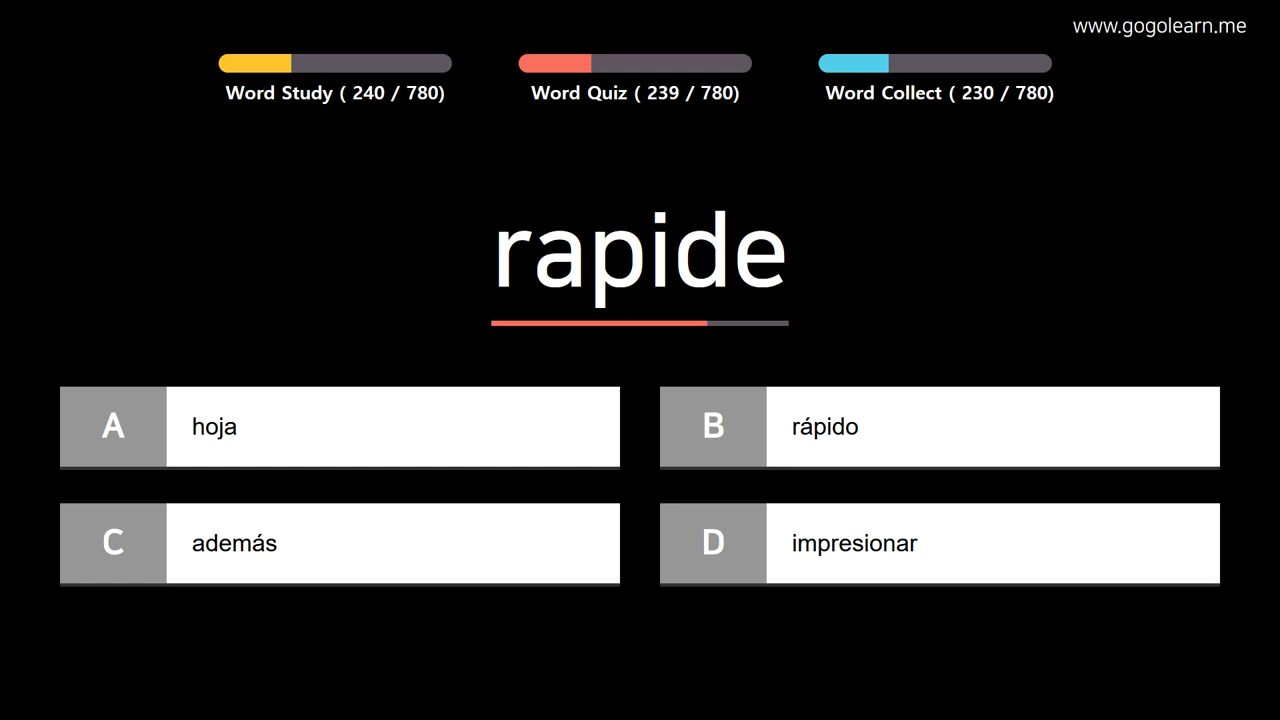 www.gogolearn.me
Word Study ( 240 / 780)
Word Quiz ( 239 / 780)
Word Collect ( 230 / 780)
rapide
A hoja
B rápido
C además
D impresionar